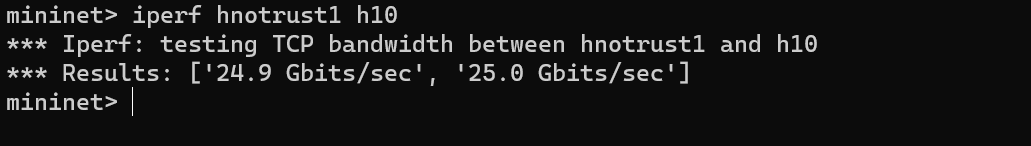 mininet> iperf hnotrust1 h10
*** Iperf: testing TCP bandwidth between hnotrust1 and h10
*** Results: ['24.9 Gbits/sec', '25.0 Gbits/sec']
mininet>